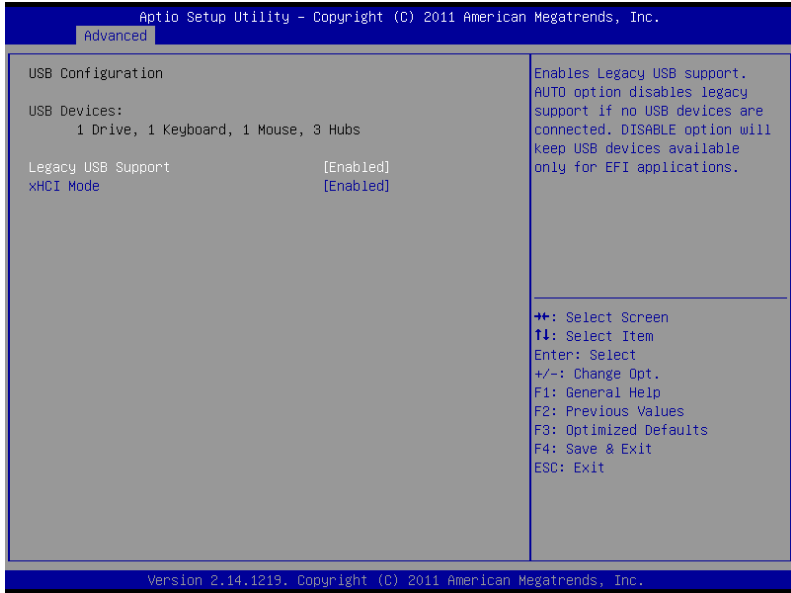 Aptio Setup Utility – Copyright (C) 2011 American Megatrends, Inc.
Advanced
USB Configuration
USB Devices:
1 Drive, 1 Keyboard, 1 Mouse, 3 Hubs
Legacy USB Support [Enabled]
xHCI Mode [Enabled]
Enables Legacy USB support.
AUTO option disables legacy
support if no USB devices are
connected. DISABLE option will
keep USB devices available
only for EFI applications.
→←: Select Screen
↑↓: Select Item
Enter: Select
+/-: Change Opt.
F1: General Help
F2: Previous Values
F3: Optimized Defaults
F4: Save & Exit
ESC: Exit
Version 2.14.1219. Copyright (C) 2011 American Megatrends, Inc.